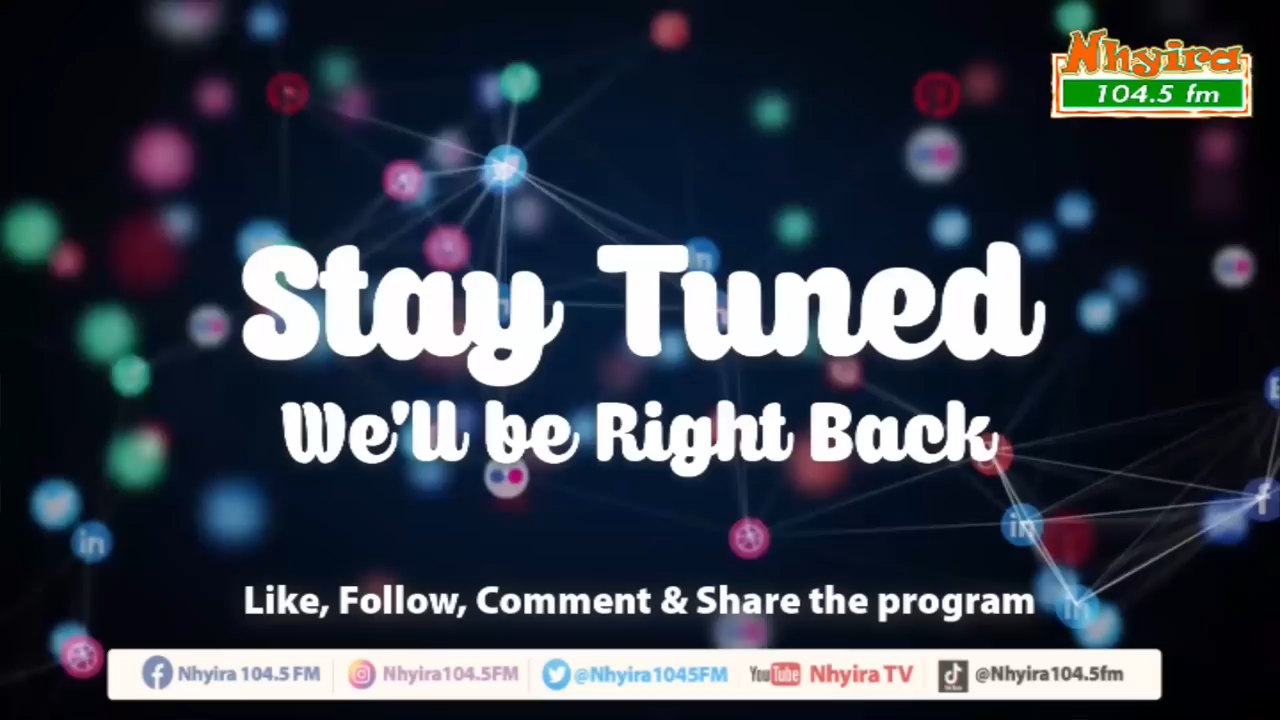 Nhyira
104.5 fm
Stay Tuned
We'll be Right Back
Like, Follow, Comment & Share the program
Nhyira 104.5 FM Nhyira104.5FM @Nhyira1045FM YouTube Nhyira TV @Nhyira104.5fm